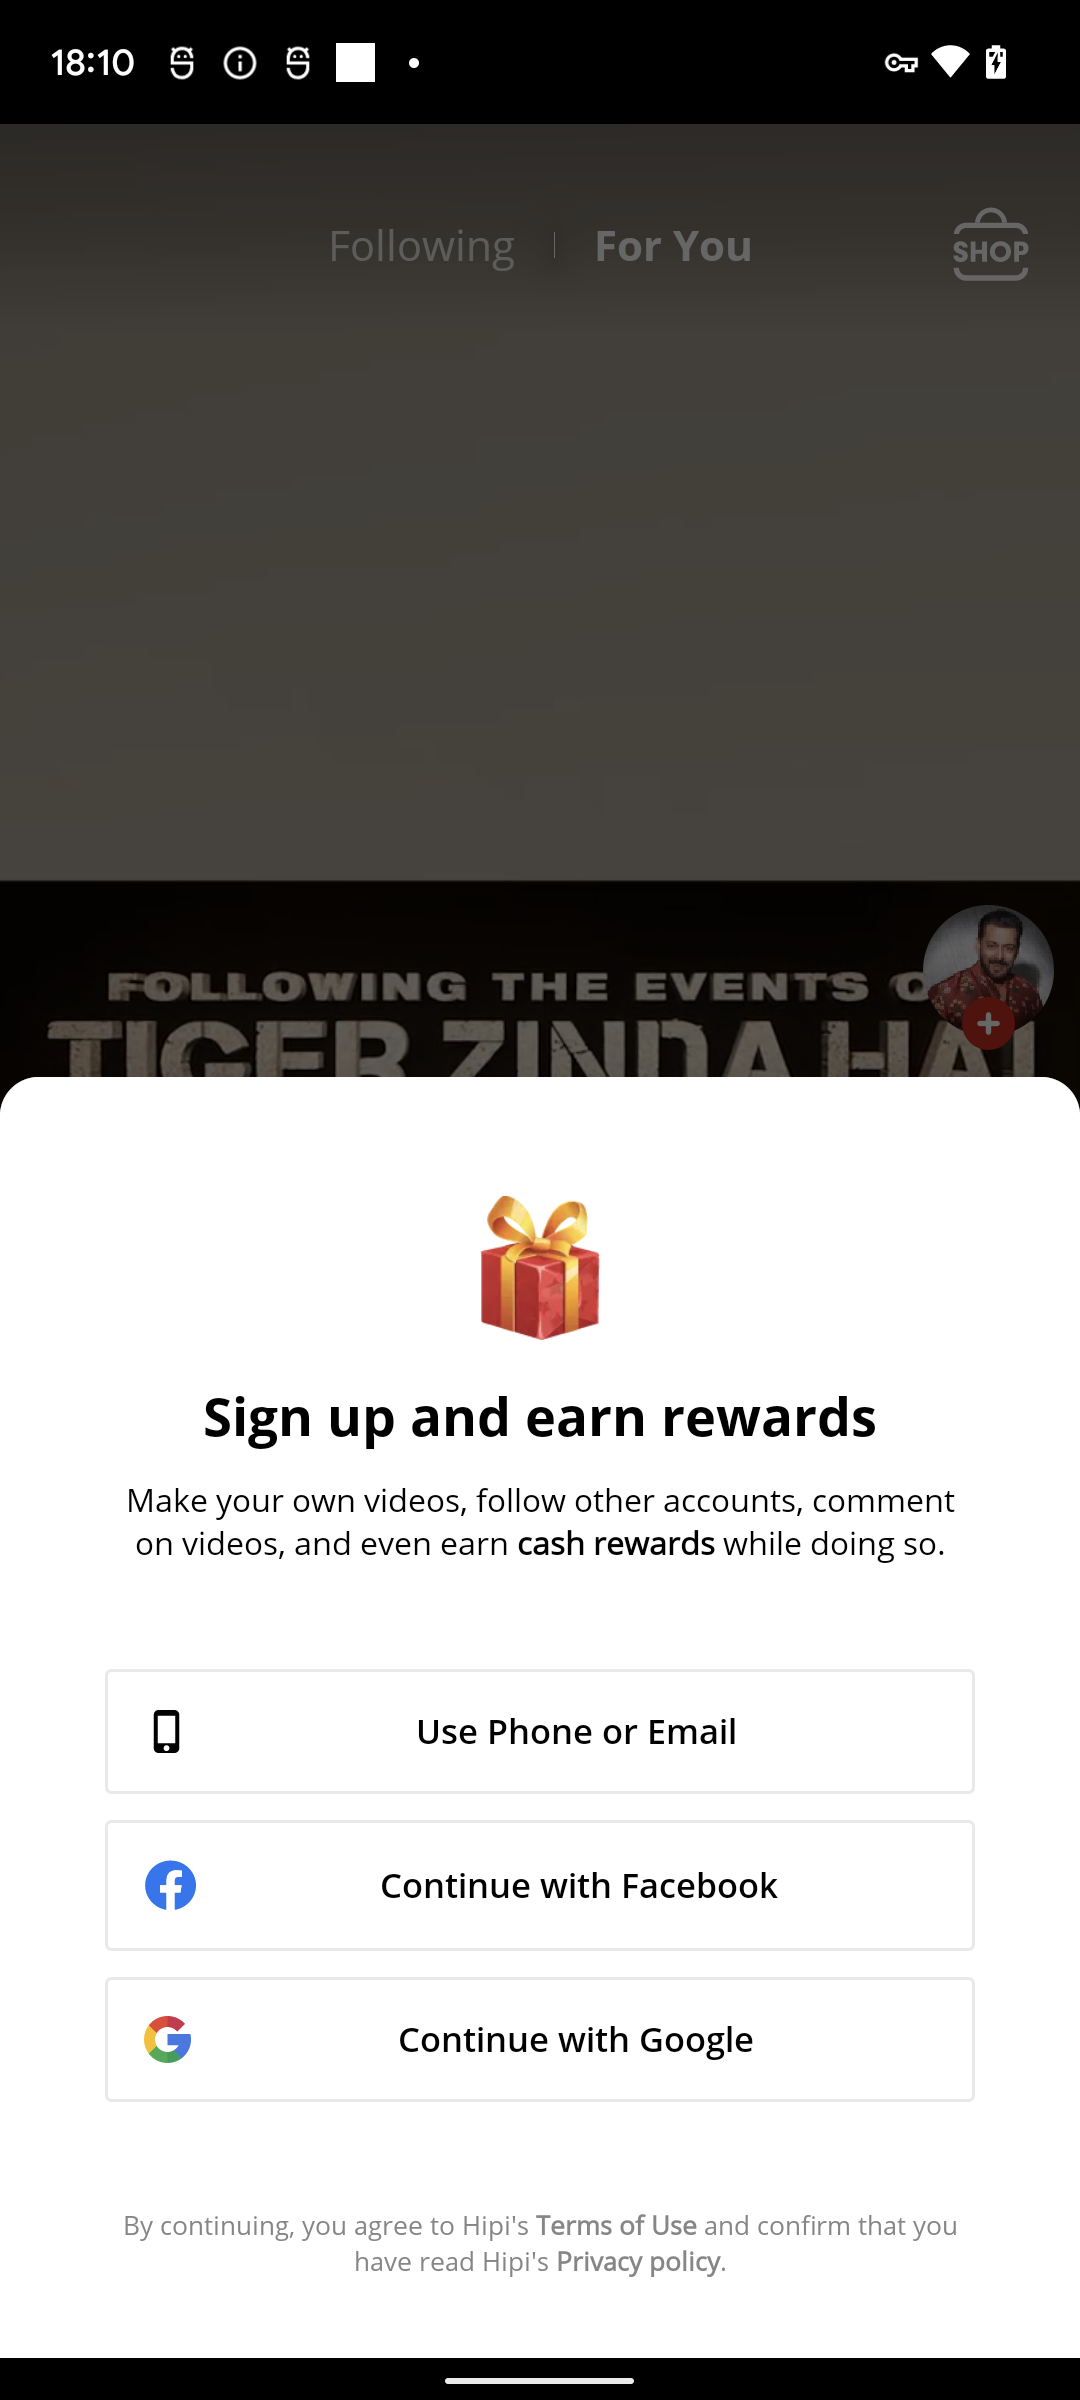 18:10
Following
For You
SHOP
FOLLOWING THE EVENTS
TIGER ZINDA HAI
Sign up and earn rewards
Make your own videos, follow other accounts, comment
on videos, and even earn cash rewards while doing so.
Use Phone or Email
Continue with Facebook
Continue with Google
By continuing, you agree to Hipi's Terms of Use and confirm that you
have read Hipi's Privacy policy.